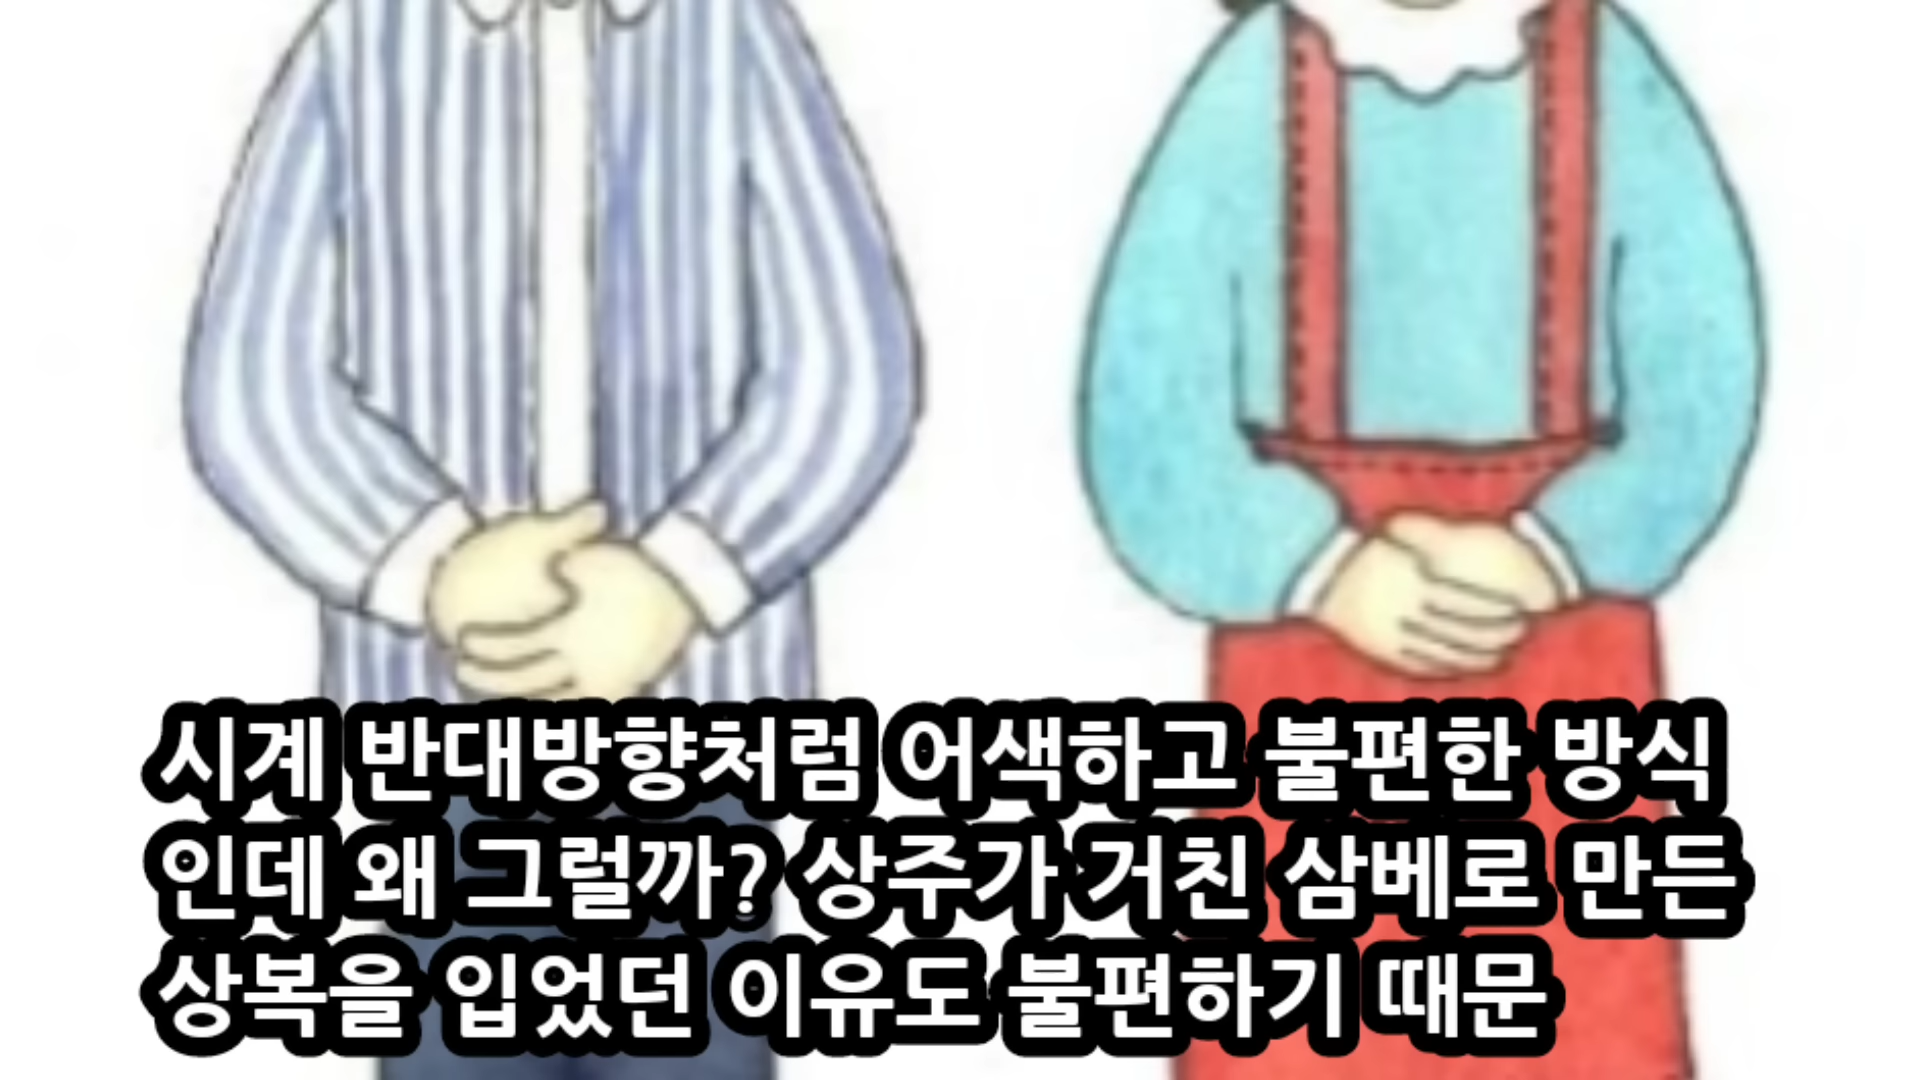 시계 반대방향처럼 어색하고 불편한 방식
인데 왜 그럴까? 상주가 거친 삼베로 만든
상복을 입었던 이유도 불편하기 때문